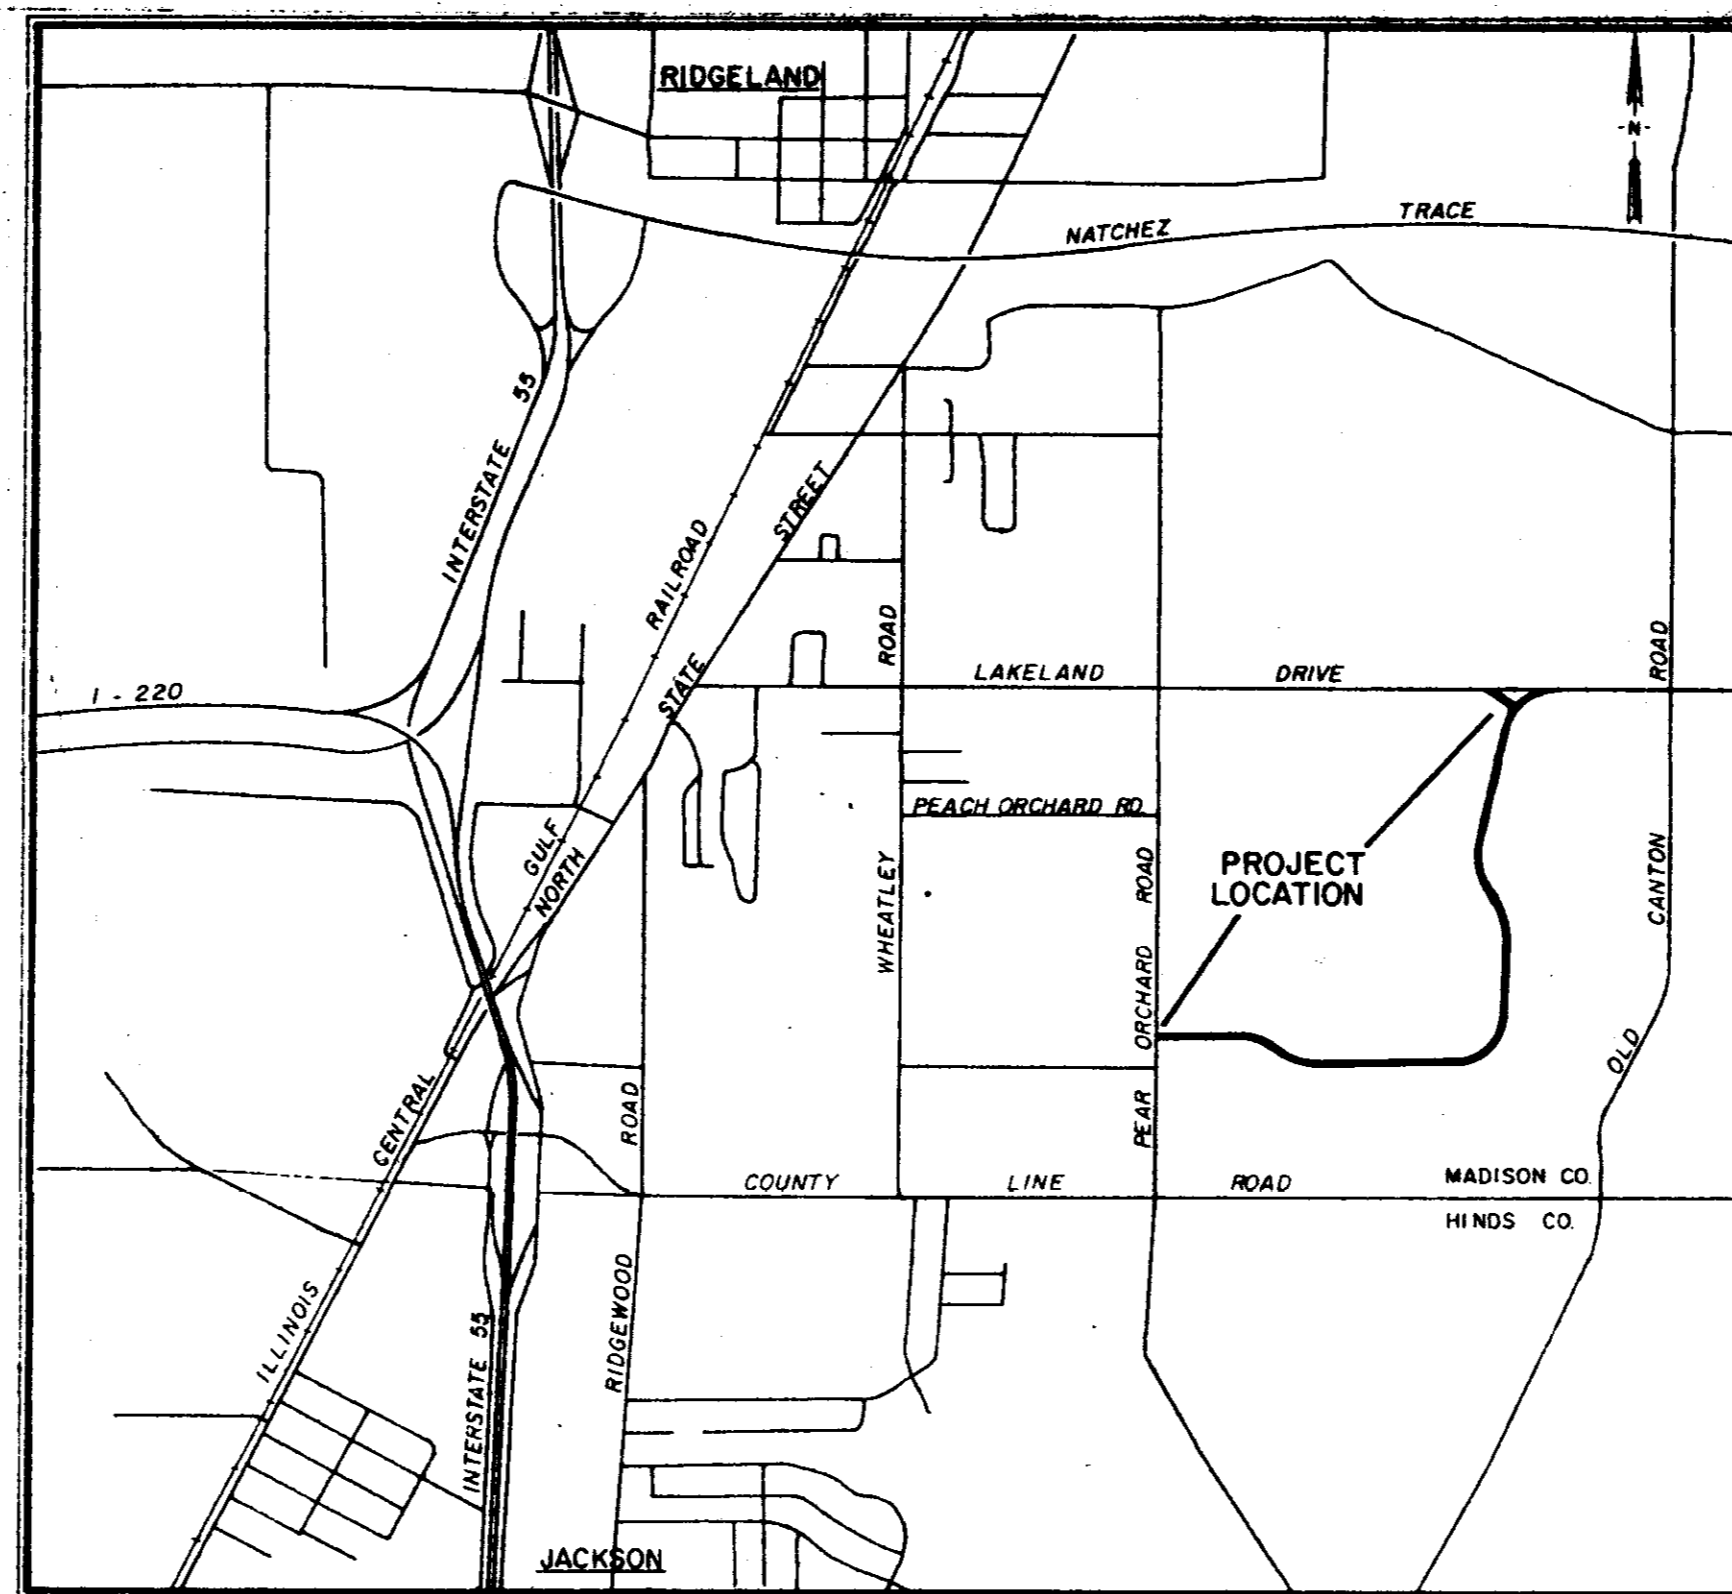 RIDGELAND
-N-
NATCHEZ TRACE
INTERSTATE 55
RAILROAD
STREET
STATE
ROAD
ROAD
I - 220
LAKELAND DRIVE
PEACH ORCHARD RD.
GULF
NORTH
WHEATLEY
PROJECT
LOCATION
ROAD
ORCHARD
PEAR
CANTON
OLD
CENTRAL
ROAD
COUNTY LINE ROAD
MADISON CO.
HINDS CO.
ILLINOIS
INTERSTATE 55
RIDGEWOOD
JACKSON